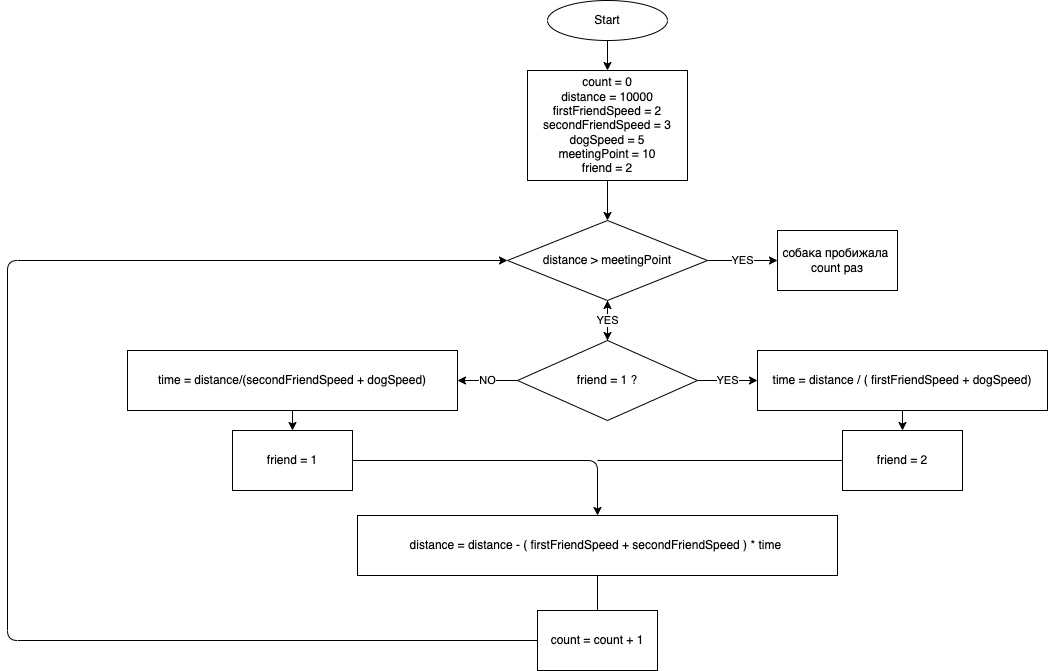 Start
count = 0
distance = 10000
firstFriendSpeed = 2
secondFriendSpeed = 3
dogSpeed = 5
meetingPoint = 10
friend = 2
distance > meetingPoint
YES
собака пробижала
count раз
YES
time = distance/(secondFriendSpeed + dogSpeed)
NO
friend = 1 ?
YES
time = distance / ( firstFriendSpeed + dogSpeed)
friend = 1
friend = 2
distance = distance - ( firstFriendSpeed + secondFriendSpeed ) * time
count = count + 1